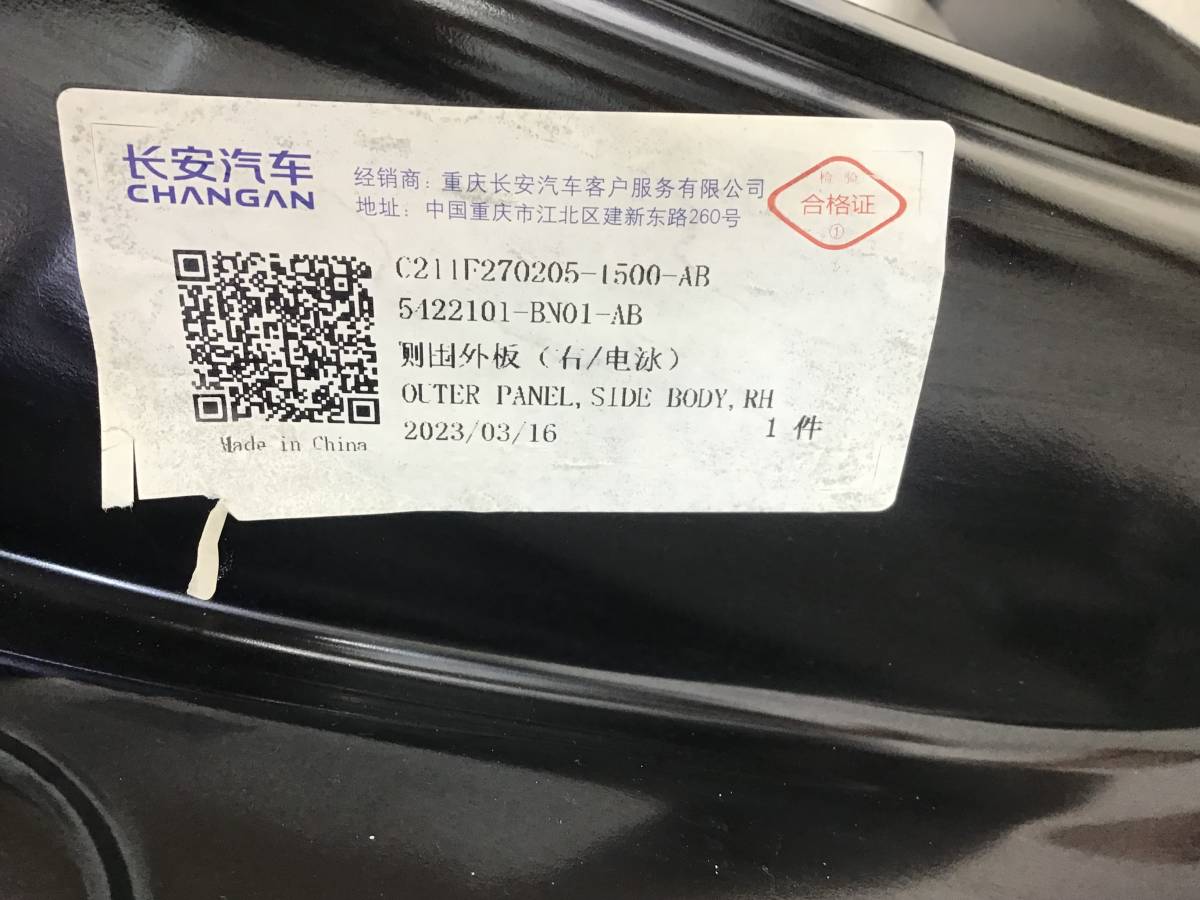 长安汽车
CHANGAN
经销商：重庆长安汽车客户服务有限公司
地址：中国重庆市江北区建新东路260号
检验
合格证
①
C211F270205-1500-AB
5422101-BN01-AB
侧围外板（右/电泳）
OUTER PANEL,SIDE BODY,RH
2023/03/16
1 件
Made in China